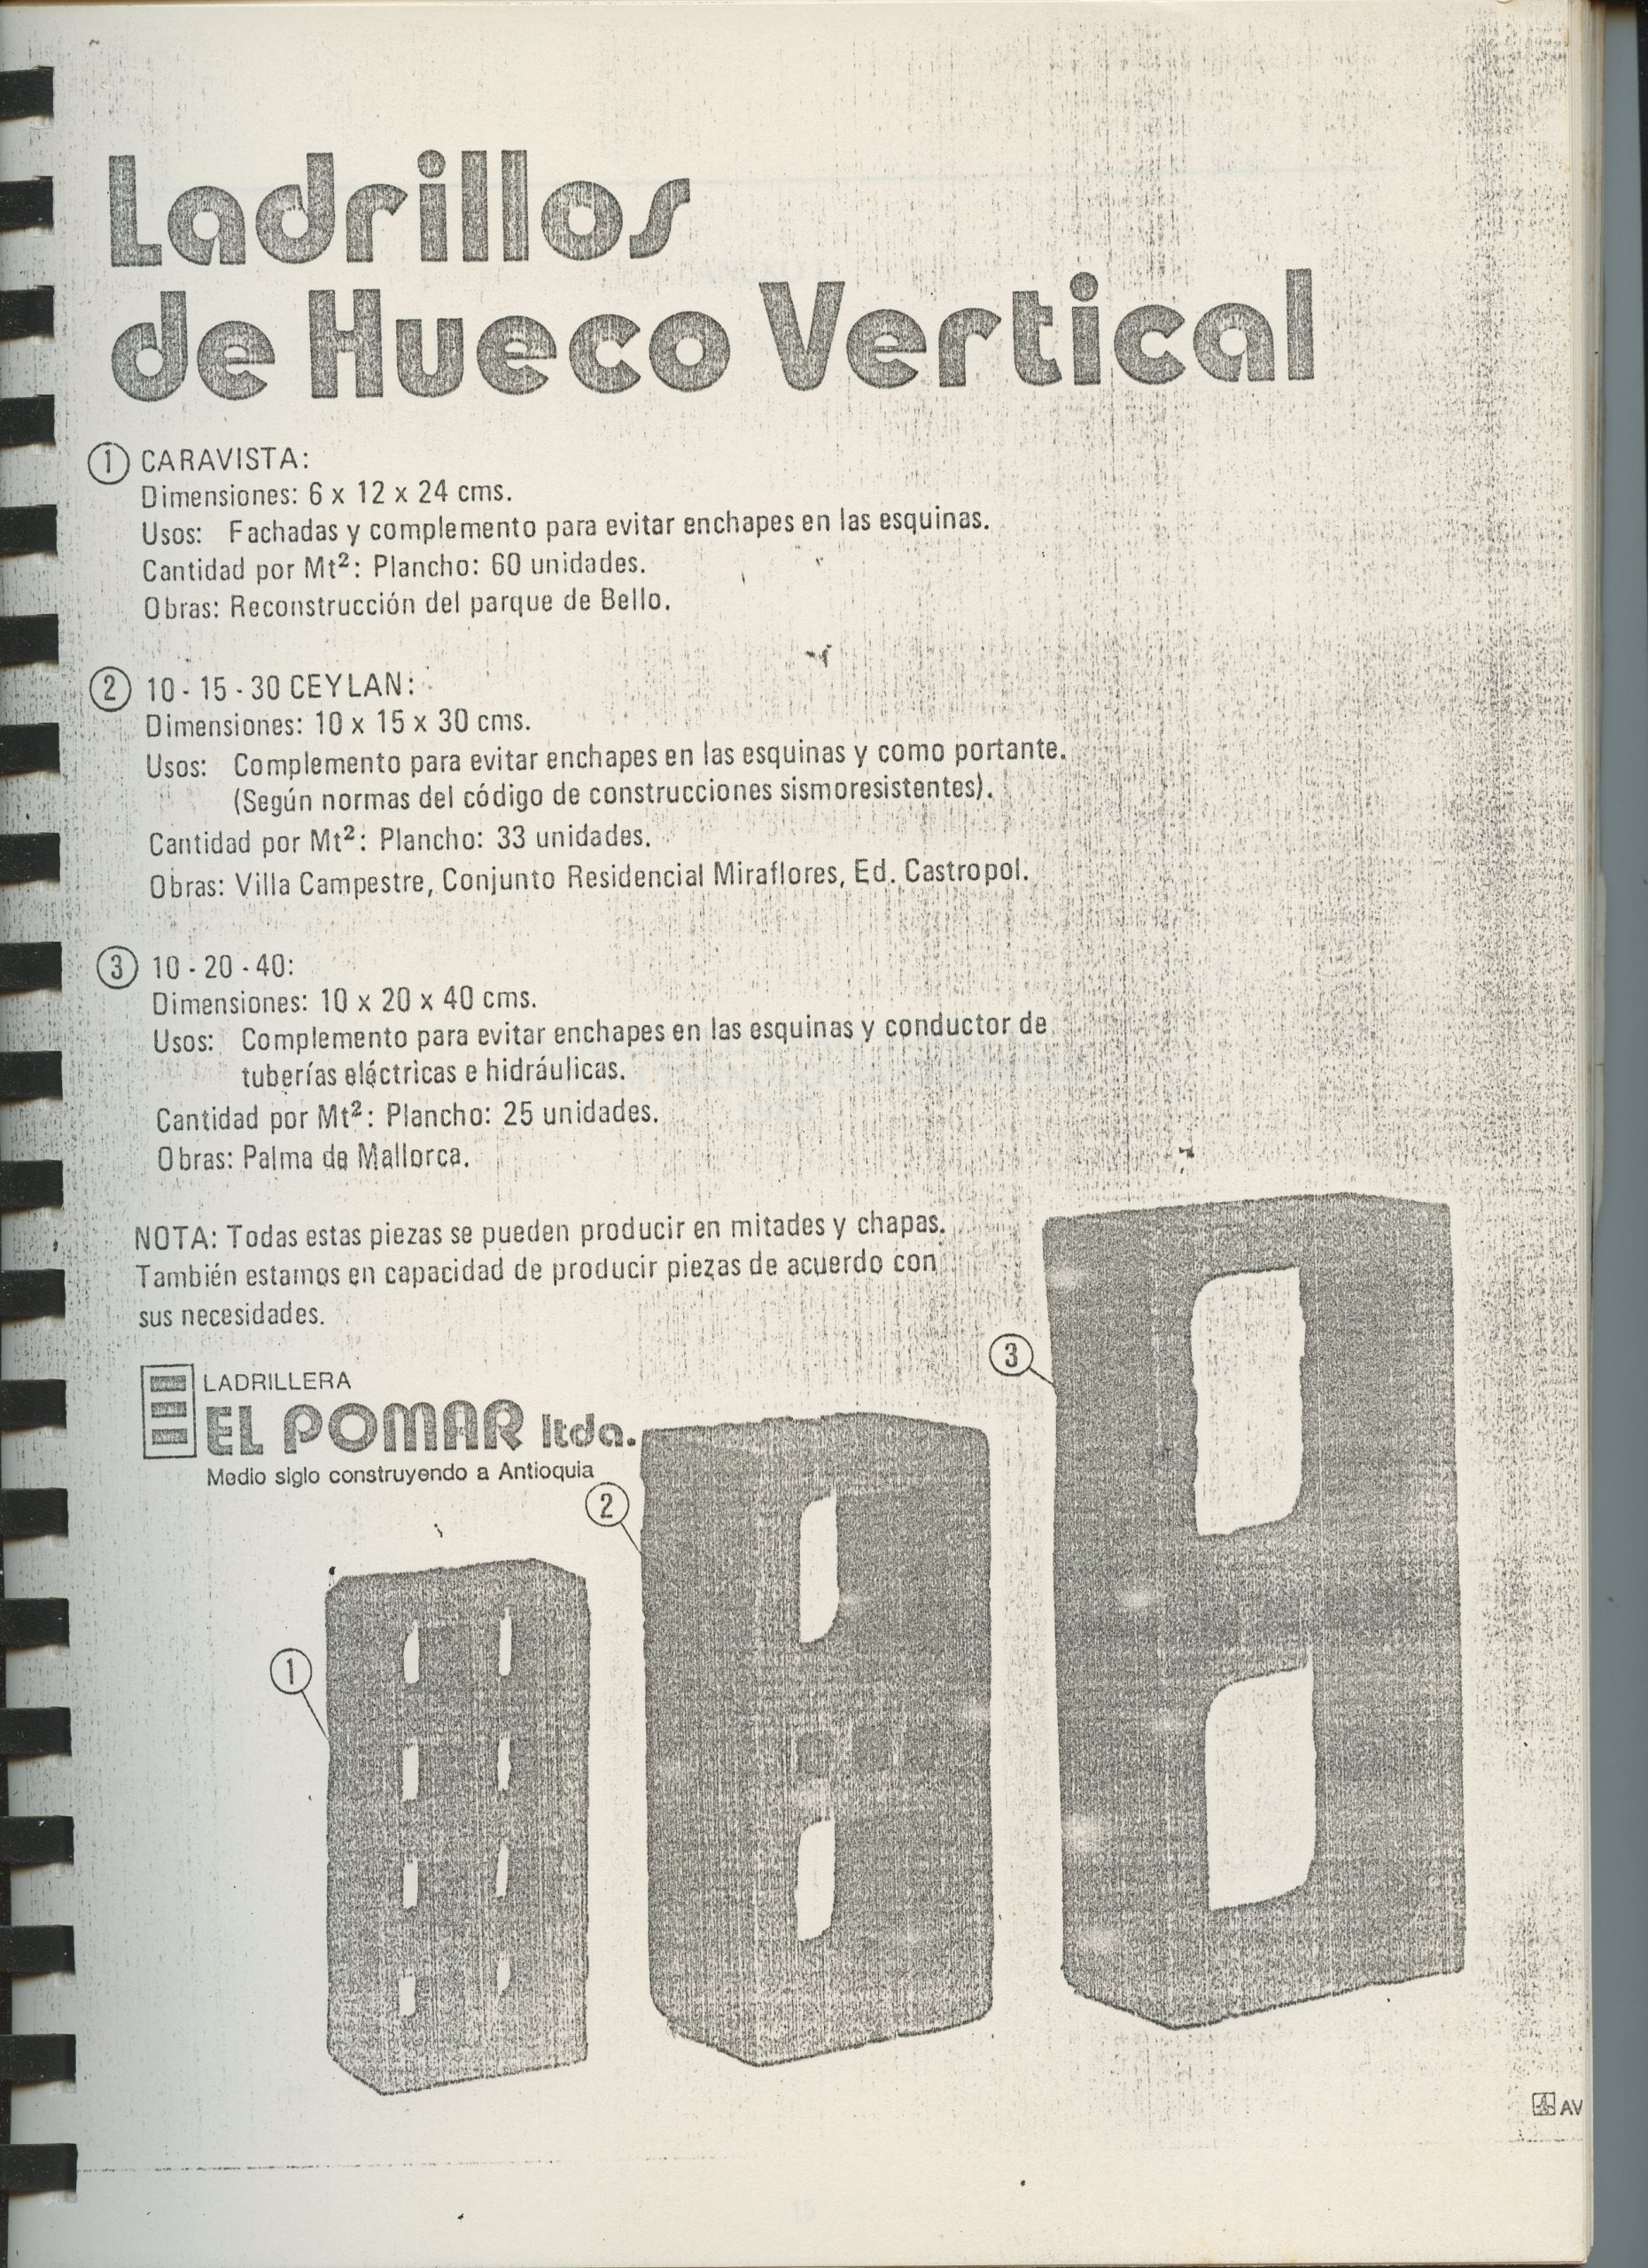 Ladrillos
de Hueco Vertical
1 CARAVISTA:
Dimensiones: 6 x 12 x 24 cms.
Usos: Fachadas y complemento para evitar enchapes en las esquinas.
Cantidad por Mt²: Plancho: 60 unidades.
Obras: Reconstrucción del parque de Bello.
2 10 - 15 - 30 CEYLAN:
Dimensiones: 10 x 15 x 30 cms.
Usos: Complemento para evitar enchapes en las esquinas y como portante.
(Según normas del código de construcciones sismoresistentes).
Cantidad por Mt²: Plancho: 33 unidades.
Obras: Villa Campestre, Conjunto Residencial Miraflores, Ed. Castropol.
3 10 - 20 - 40:
Dimensiones: 10 x 20 x 40 cms.
Usos: Complemento para evitar enchapes en las esquinas y conductor de
tuberías eléctricas e hidráulicas.
Cantidad por Mt²: Plancho: 25 unidades.
Obras: Palma de Mallorca.
NOTA: Todas estas piezas se pueden producir en mitades y chapas.
También estamos en capacidad de producir piezas de acuerdo con
sus necesidades.
LADRILLERA
EL POMAR ltda.
Medio siglo construyendo a Antioquia
3
2
1
AV